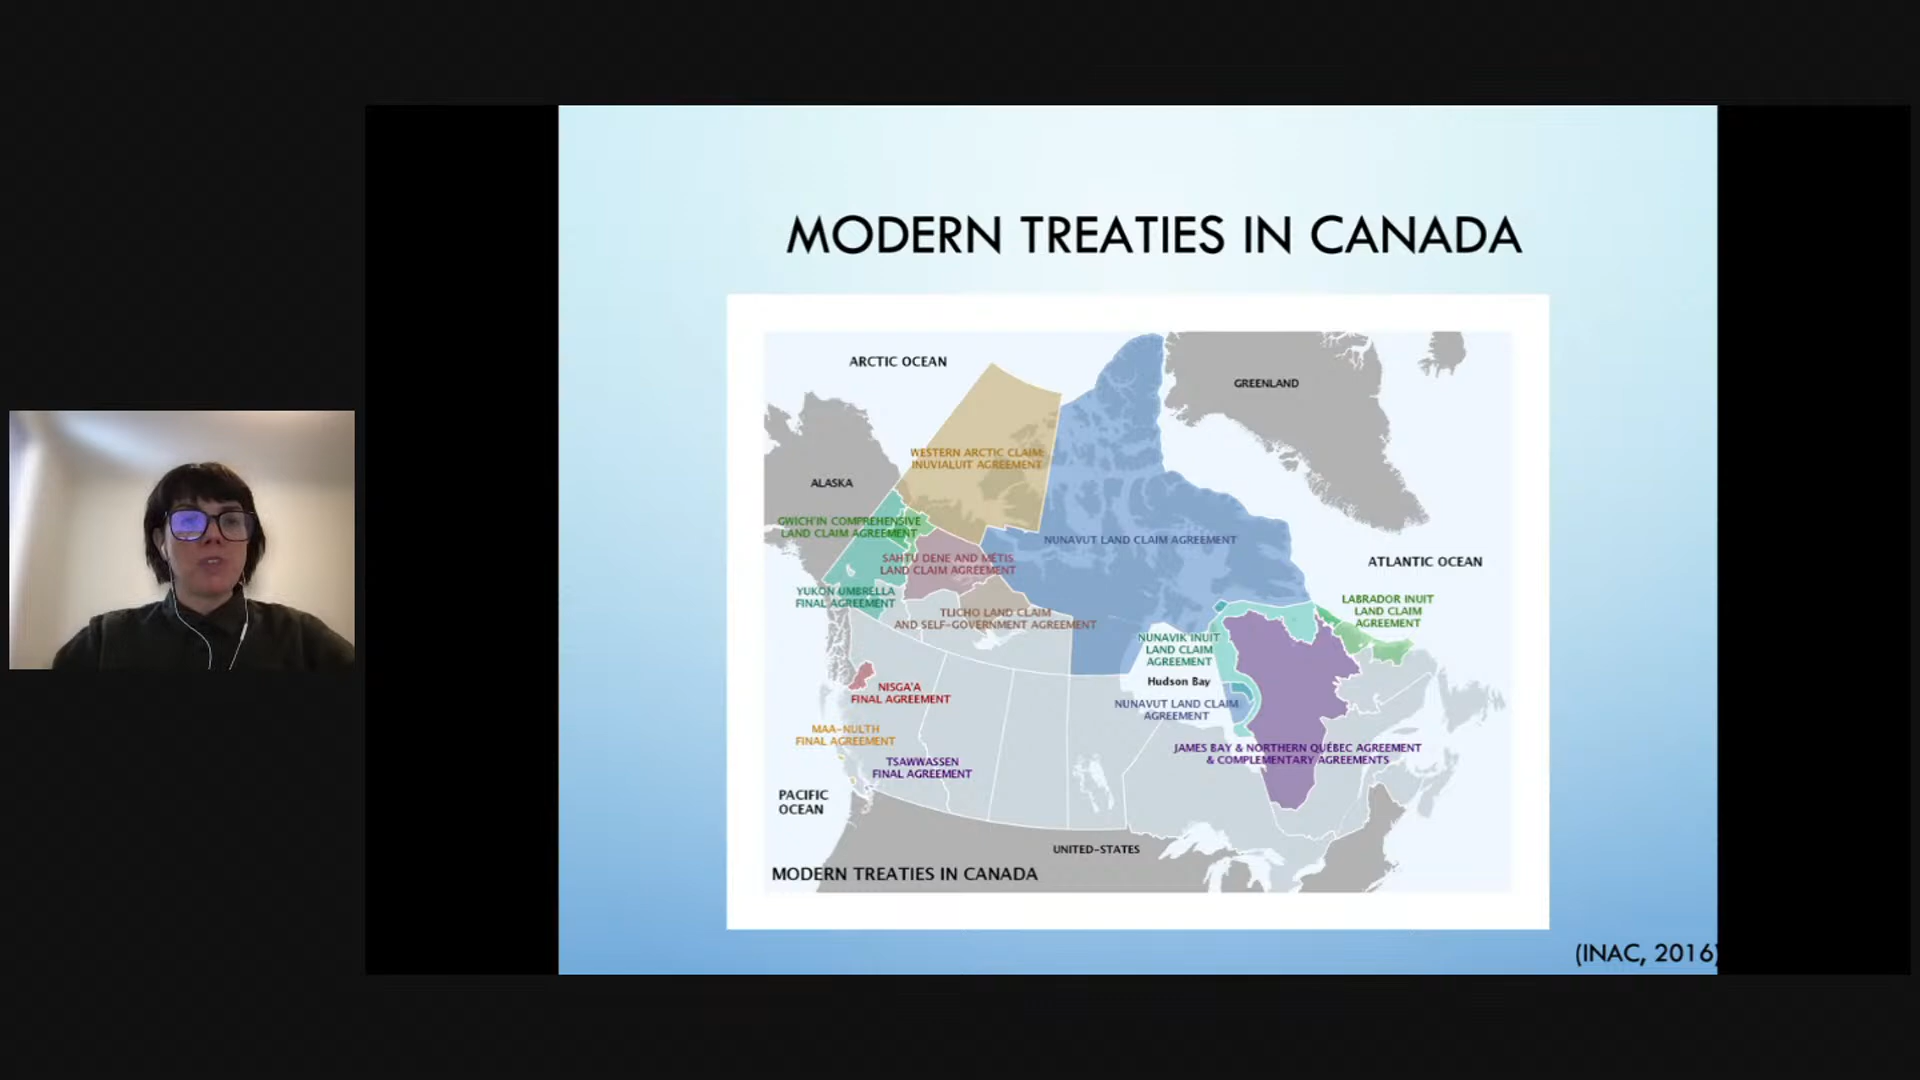 MODERN TREATIES IN CANADA
ARCTIC OCEAN
GREENLAND
WESTERN ARCTIC CLAIM:
INUVIALUIT AGREEMENT
ALASKA
GWICH'IN COMPREHENSIVE
LAND CLAIM AGREEMENT
NUNAVUT LAND CLAIM AGREEMENT
SAHTU DENE AND MÉTIS
LAND CLAIM AGREEMENT
ATLANTIC OCEAN
YUKON UMBRELLA
FINAL AGREEMENT
TLICHO LAND CLAIM
AND SELF-GOVERNMENT AGREEMENT
LABRADOR INUIT
LAND CLAIM
AGREEMENT
NUNAVIK INUIT
LAND CLAIM
AGREEMENT
Hudson Bay
NISGA'A
FINAL AGREEMENT
NUNAVUT LAND CLAIM
AGREEMENT
MAA-NULTH
FINAL AGREEMENT
JAMES BAY & NORTHERN QUÉBEC AGREEMENT
& COMPLEMENTARY AGREEMENTS
TSAWWASSEN
FINAL AGREEMENT
PACIFIC
OCEAN
UNITED-STATES
MODERN TREATIES IN CANADA
(INAC, 2016)